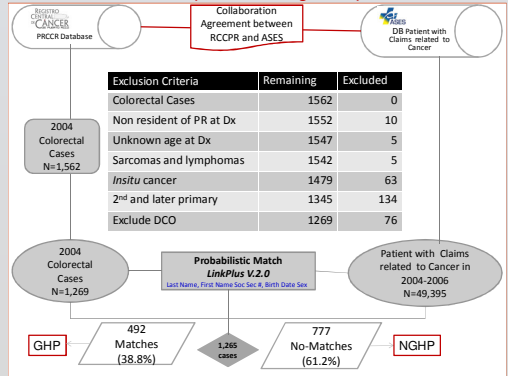 Collaboration
Agreement between
RCCPR and ASES
REGISTRO
CENTRAL
CÁNCER
PRCCR Database
ASES
DB Patient with
Claims related to
Cancer
Exclusion Criteria Remaining Excluded
Colorectal Cases 1562 0
Non resident of PR at Dx 1552 10
Unknown age at Dx 1547 5
Sarcomas and lymphomas 1542 5
Insitu cancer 1479 63
2nd and later primary 1345 134
Exclude DCO 1269 76
2004
Colorectal
Cases
N=1,562
2004
Colorectal
Cases
N=1,269
Probabilistic Match
LinkPlus V.2.0
Last Name, First Name Soc Sec #, Birth Date Sex
Patient with Claims
related to Cancer in
2004-2006
N=49,395
GHP
492
Matches
(38.8%)
1,265
cases
777
No-Matches
(61.2%)
NGHP